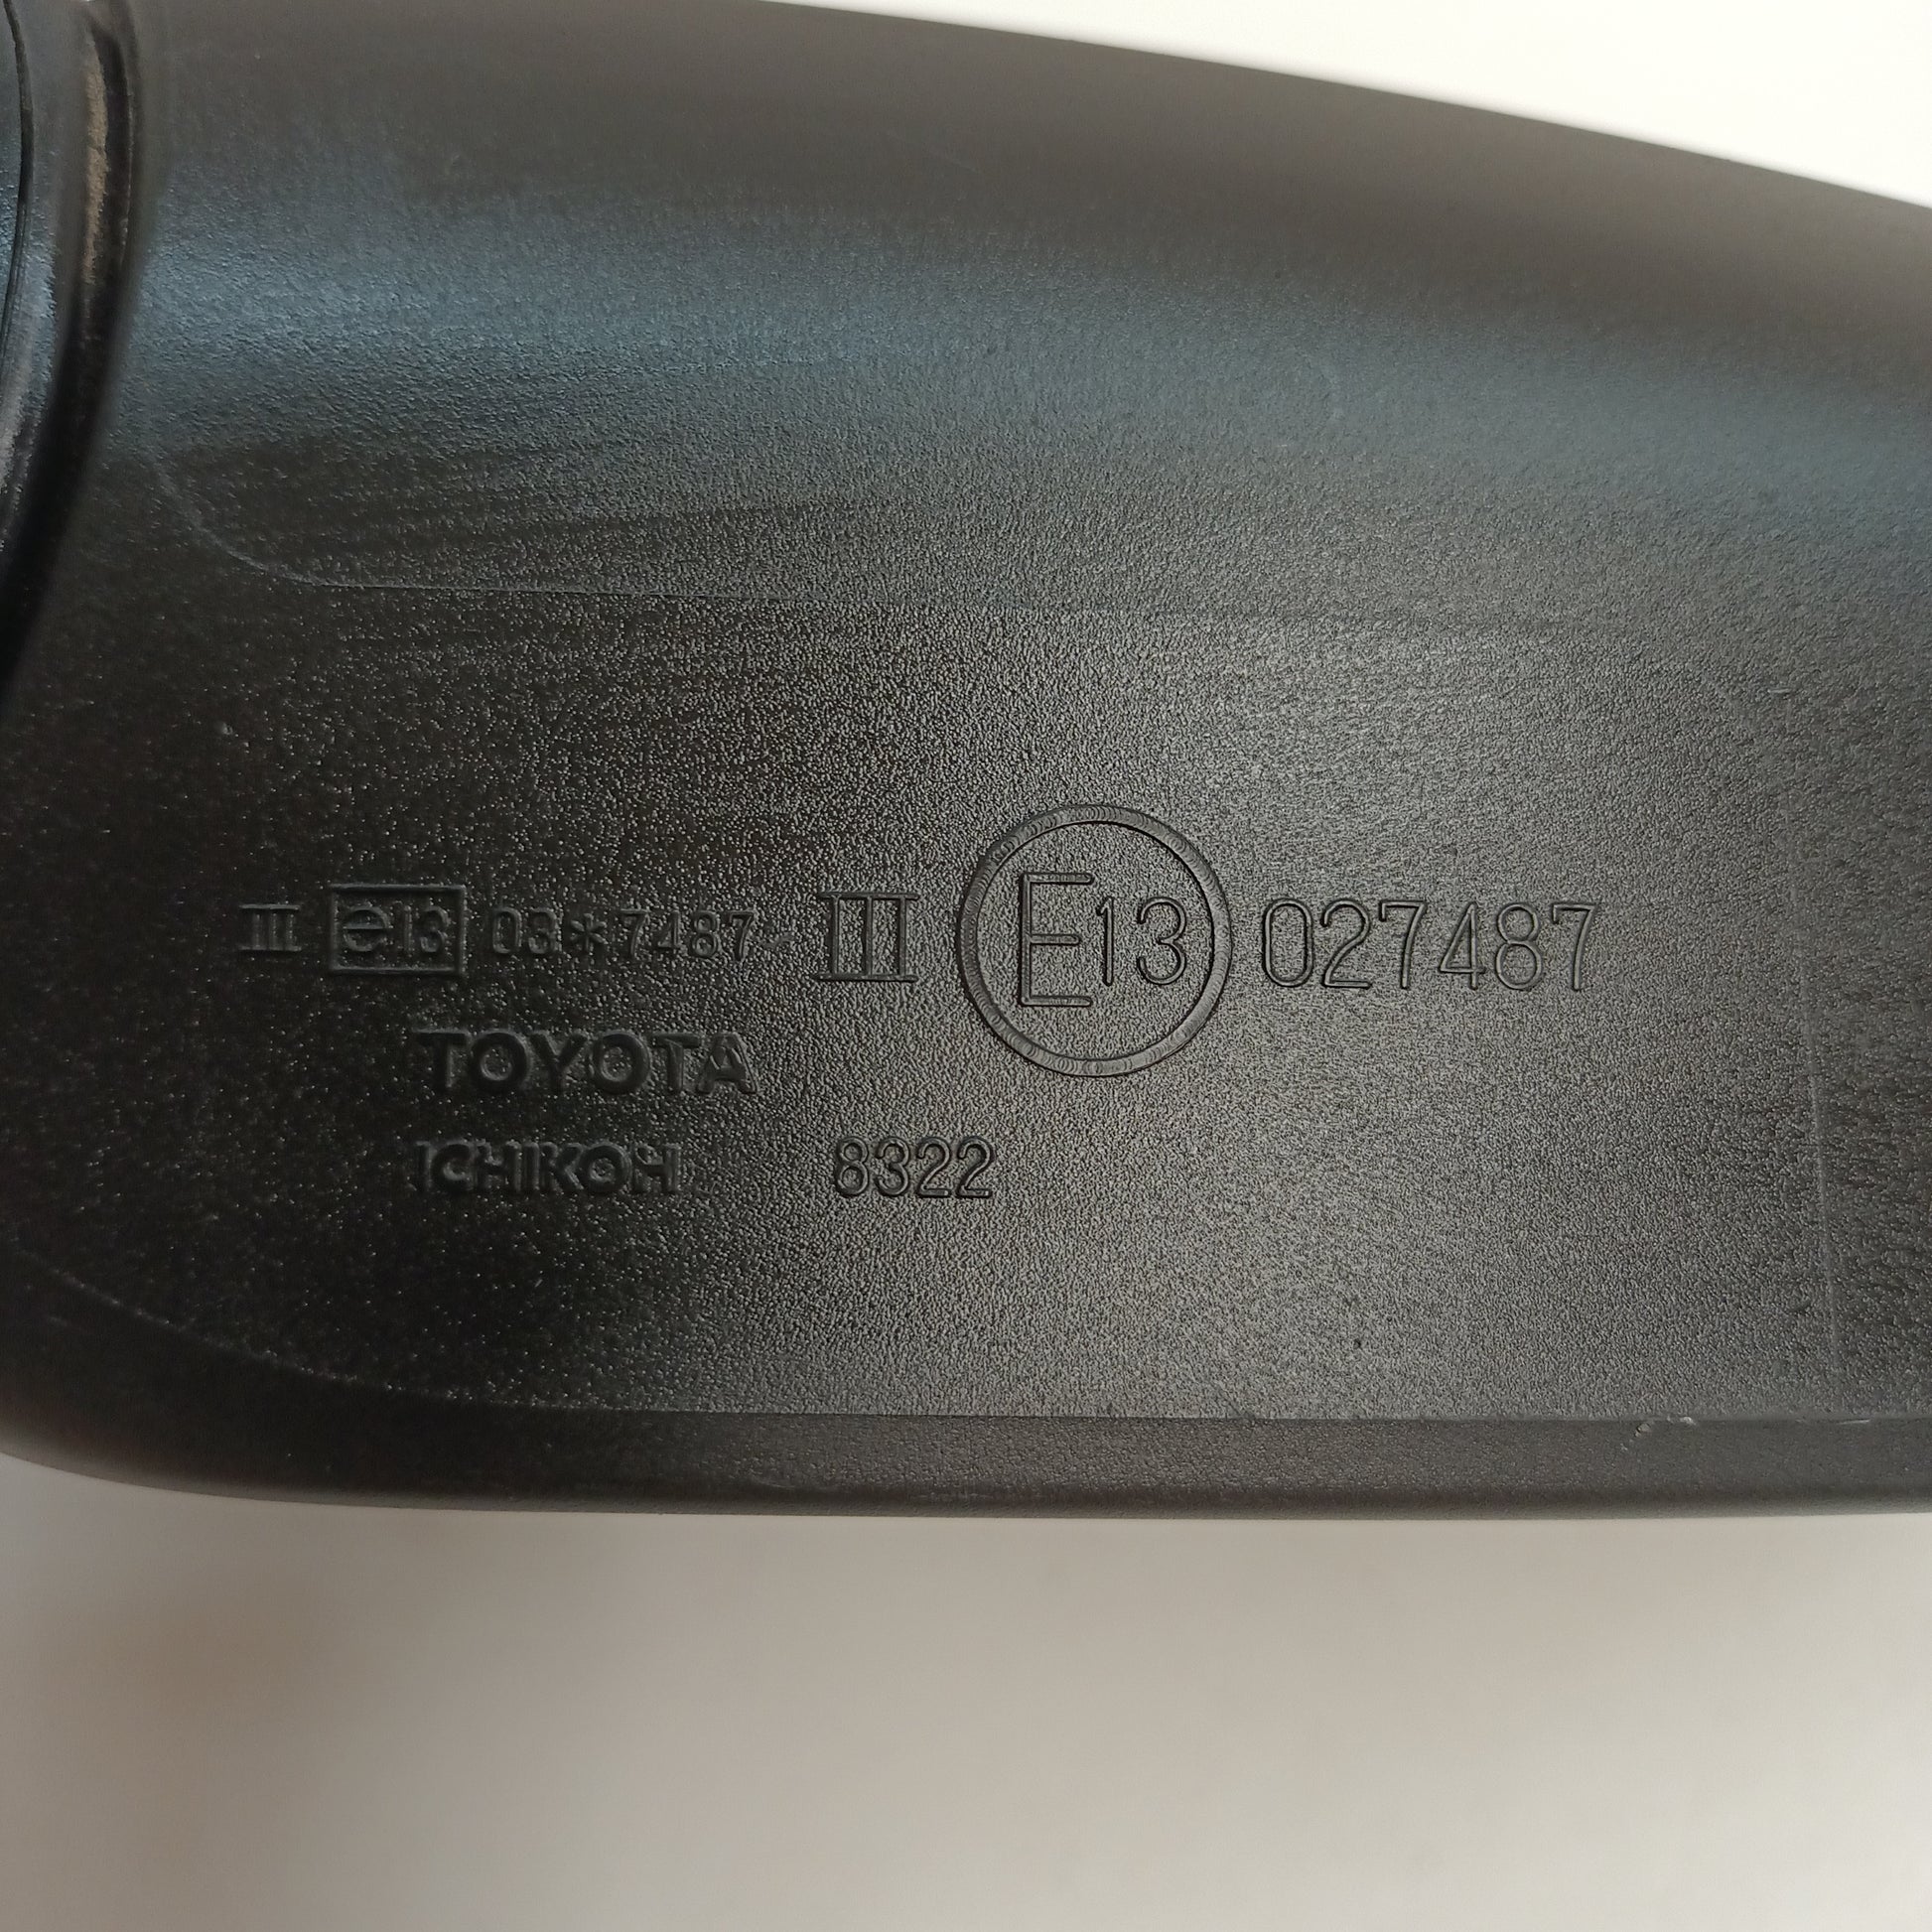 III e13 03*7487 III E13 027487
TOYOTA
ICHIKOH 8322